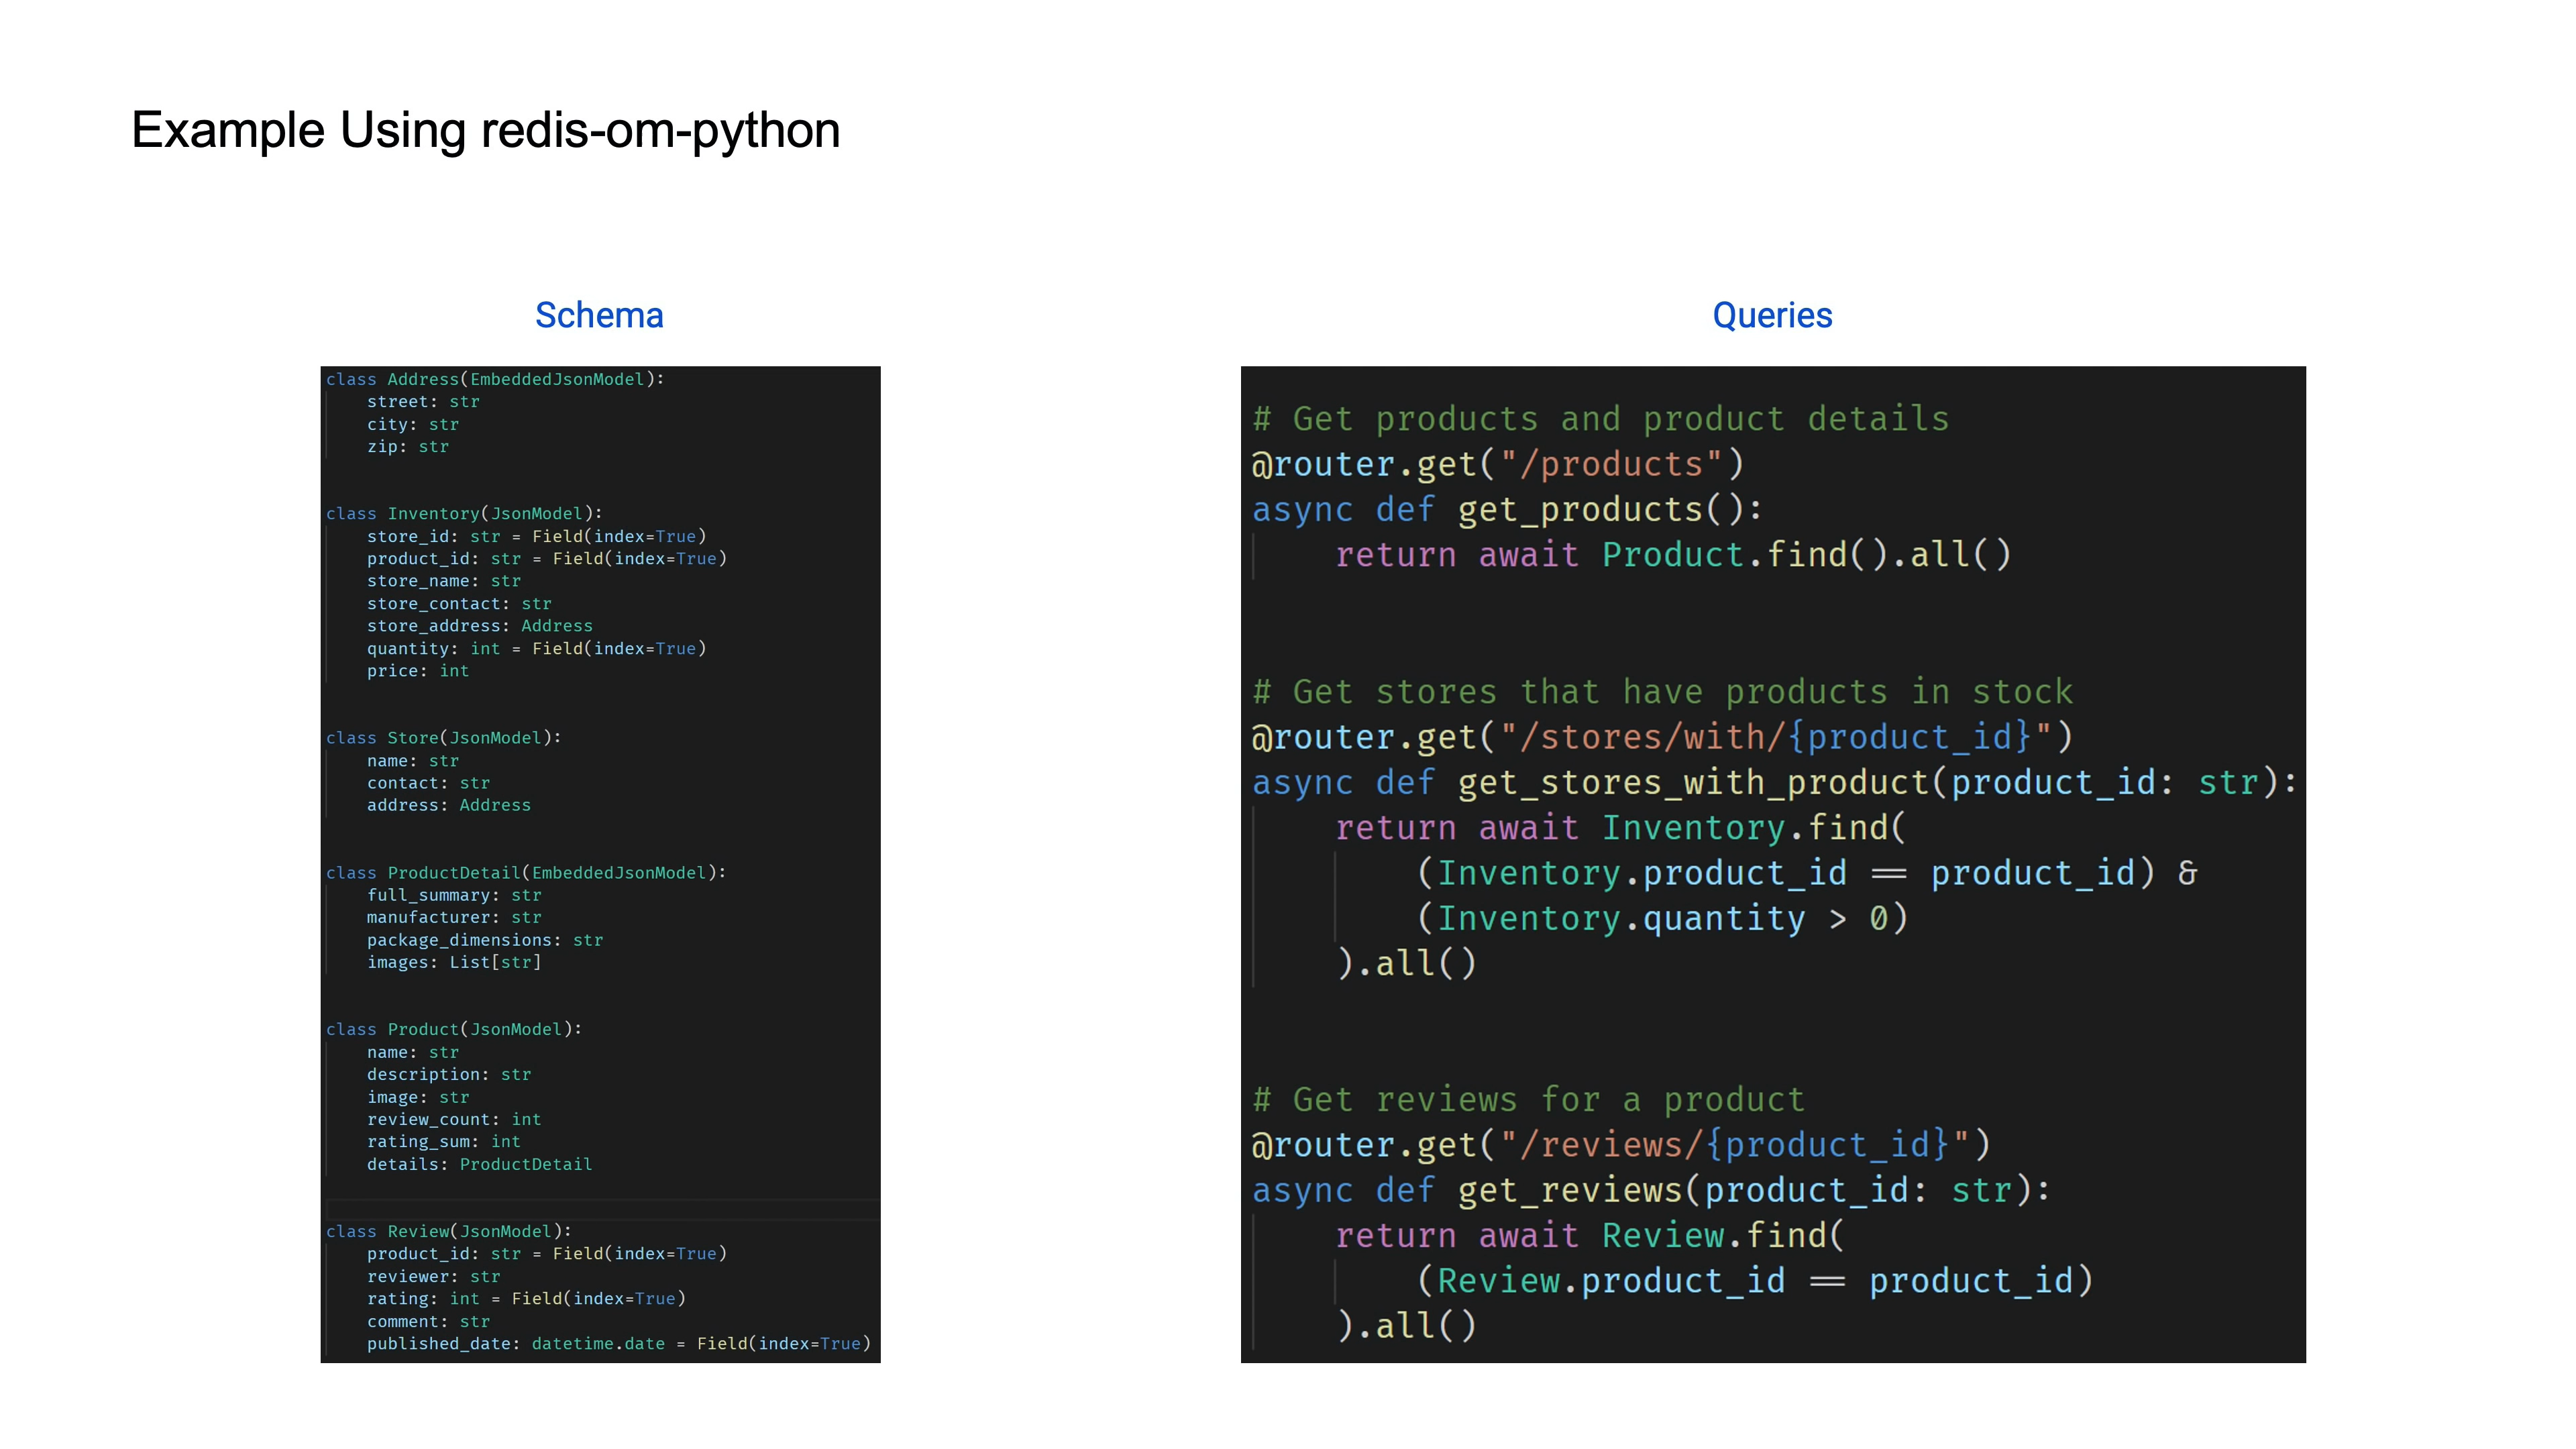 Example Using redis-om-python
Schema
class Address(EmbeddedJsonModel):
    street: str
    city: str
    zip: str
class Inventory(JsonModel):
    store_id: str = Field(index=True)
    product_id: str = Field(index=True)
    store_name: str
    store_contact: str
    store_address: Address
    quantity: int = Field(index=True)
    price: int
class Store(JsonModel):
    name: str
    contact: str
    address: Address
class ProductDetail(EmbeddedJsonModel):
    full_summary: str
    manufacturer: str
    package_dimensions: str
    images: List[str]
class Product(JsonModel):
    name: str
    description: str
    image: str
    review_count: int
    rating_sum: int
    details: ProductDetail
class Review(JsonModel):
    product_id: str = Field(index=True)
    reviewer: str
    rating: int = Field(index=True)
    comment: str
    published_date: datetime.date = Field(index=True)
Queries
# Get products and product details
@router.get("/products")
async def get_products():
    return await Product.find().all()
# Get stores that have products in stock
@router.get("/stores/with/{product_id}")
async def get_stores_with_product(product_id: str):
    return await Inventory.find(
        (Inventory.product_id == product_id) &
        (Inventory.quantity > 0)
    ).all()
# Get reviews for a product
@router.get("/reviews/{product_id}")
async def get_reviews(product_id: str):
    return await Review.find(
        (Review.product_id == product_id)
    ).all()